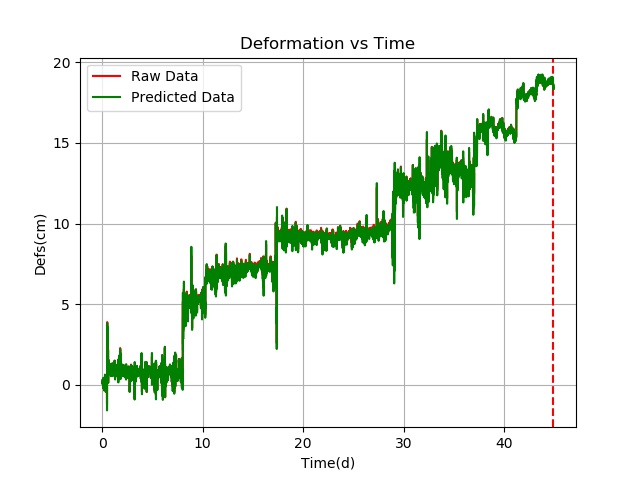 Deformation vs Time
Raw Data
Predicted Data
20
15
10
5
0
Defs(cm)
0 10 20 30 40
Time(d)